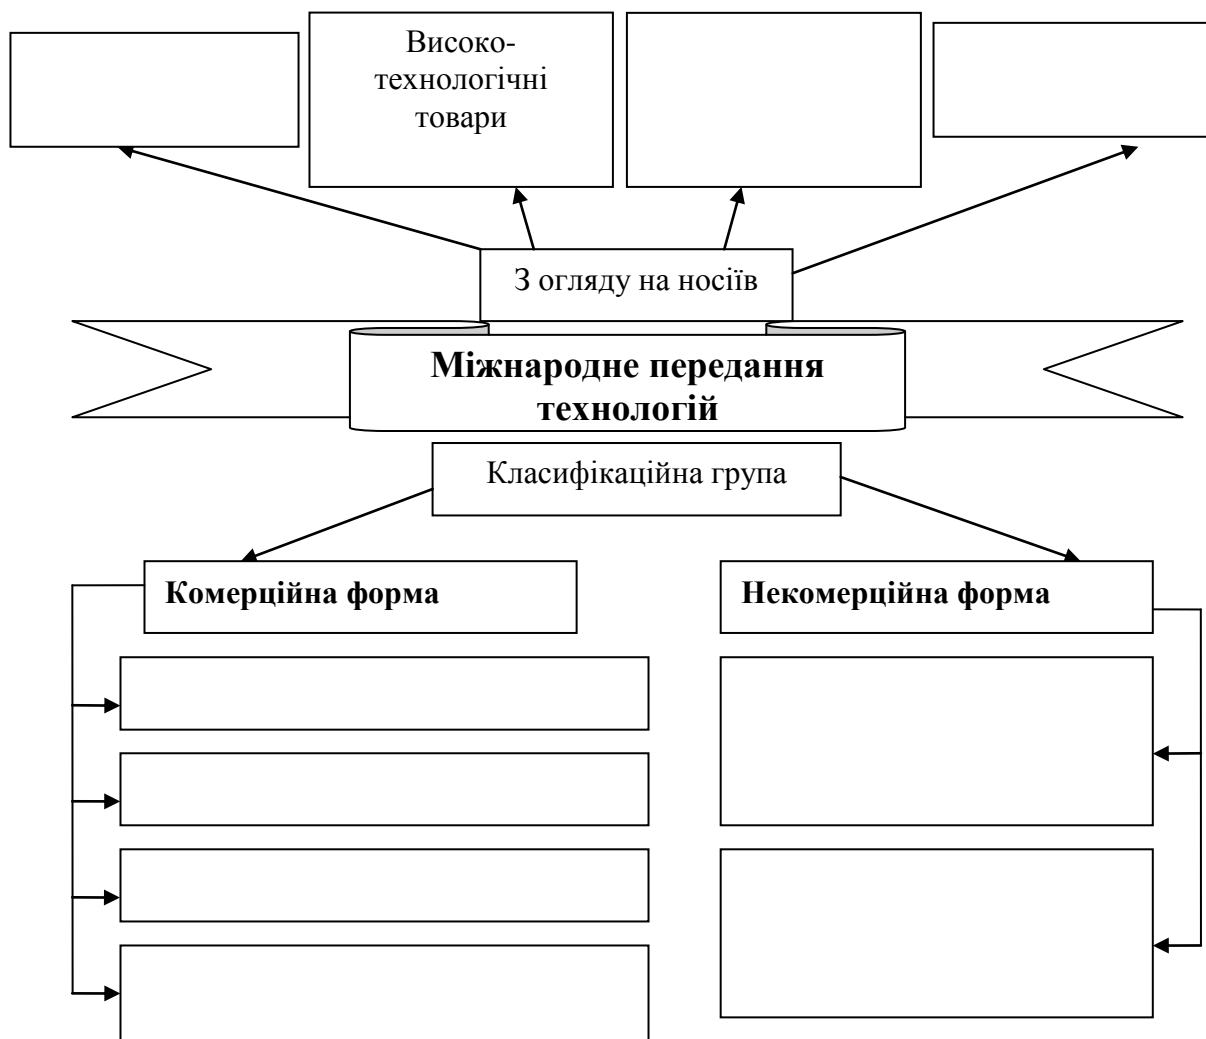 Високо-
технологічні
товари
З огляду на носіїв
Міжнародне передання
технологій
Класифікаційна група
Комерційна форма
Некомерційна форма